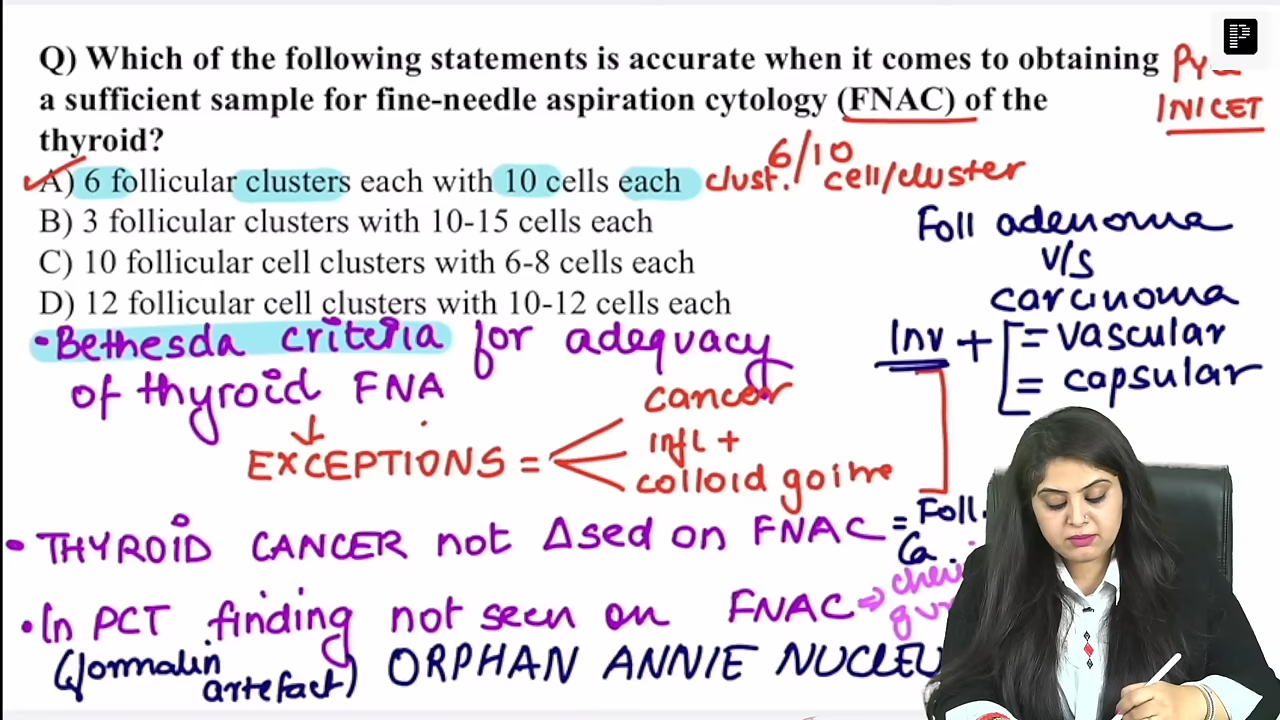 Q) Which of the following statements is accurate when it comes to obtaining
a sufficient sample for fine-needle aspiration cytology (FNAC) of the
thyroid?
INICET
A) 6 follicular clusters each with 10 cells each
clust. 6/10 cell/cluster
B) 3 follicular clusters with 10-15 cells each
C) 10 follicular cell clusters with 6-8 cells each
D) 12 follicular cell clusters with 10-12 cells each
Foll adenoma
v/s
carcinoma
Inv + = vascular
= capsular
• Bethesda criteria for adequacy
of thyroid FNA
↓
EXCEPTIONS =
cancer
infl +
colloid goitre
• THYROID CANCER not Δsed on FNAC = Foll.
Ca
• In PCT finding not seen on FNAC ⇒
(formalin
artefact) ORPHAN ANNIE